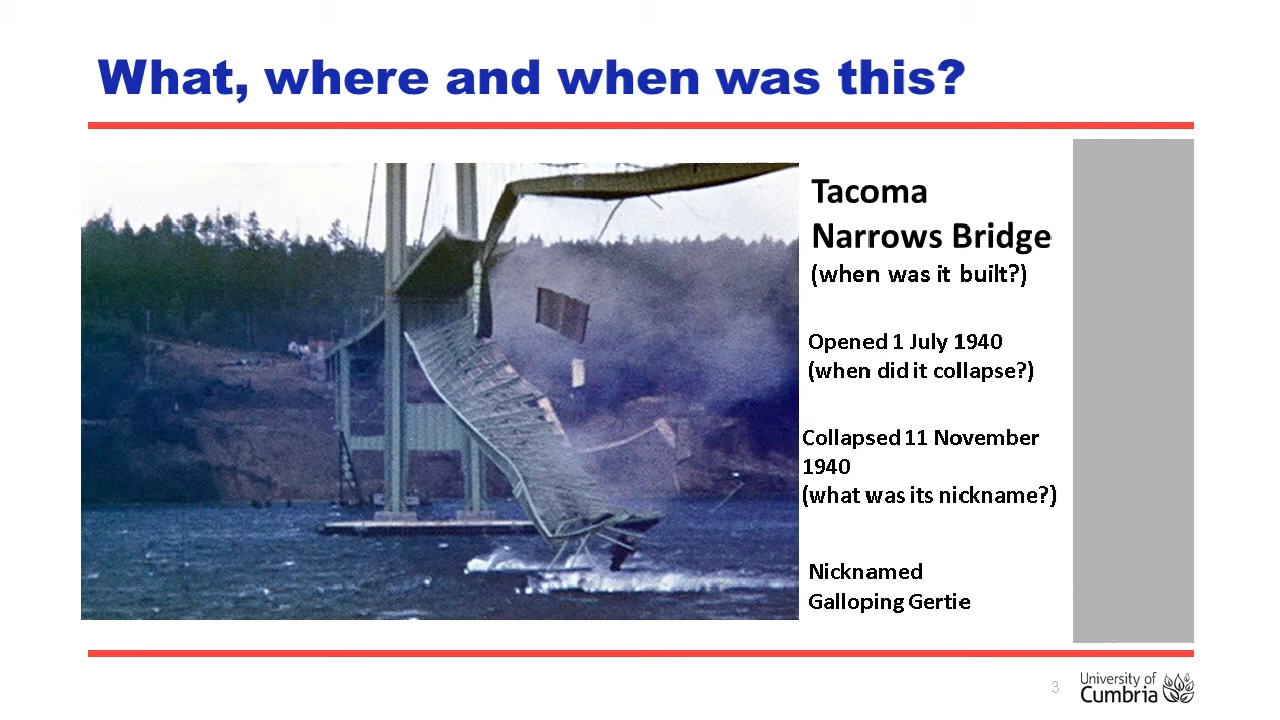 What, where and when was this?
Tacoma
Narrows Bridge
(when was it built?)
Opened 1 July 1940
(when did it collapse?)
Collapsed 11 November
1940
(what was its nickname?)
Nicknamed
Galloping Gertie
3
University of
Cumbria